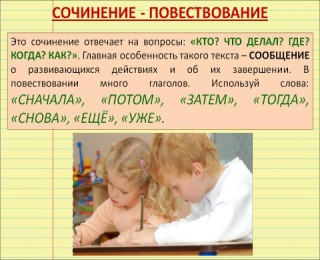 СОЧИНЕНИЕ - ПОВЕСТВОВАНИЕ
Это сочинение отвечает на вопросы: «КТО? ЧТО ДЕЛАЛ? ГДЕ?
КОГДА? КАК?». Главная особенность такого текста – СООБЩЕНИЕ
о развивающихся действиях и об их завершении. В
повествовании много глаголов. Используй слова:
«СНАЧАЛА», «ПОТОМ», «ЗАТЕМ», «ТОГДА»,
«СНОВА», «ЕЩЁ», «УЖЕ».